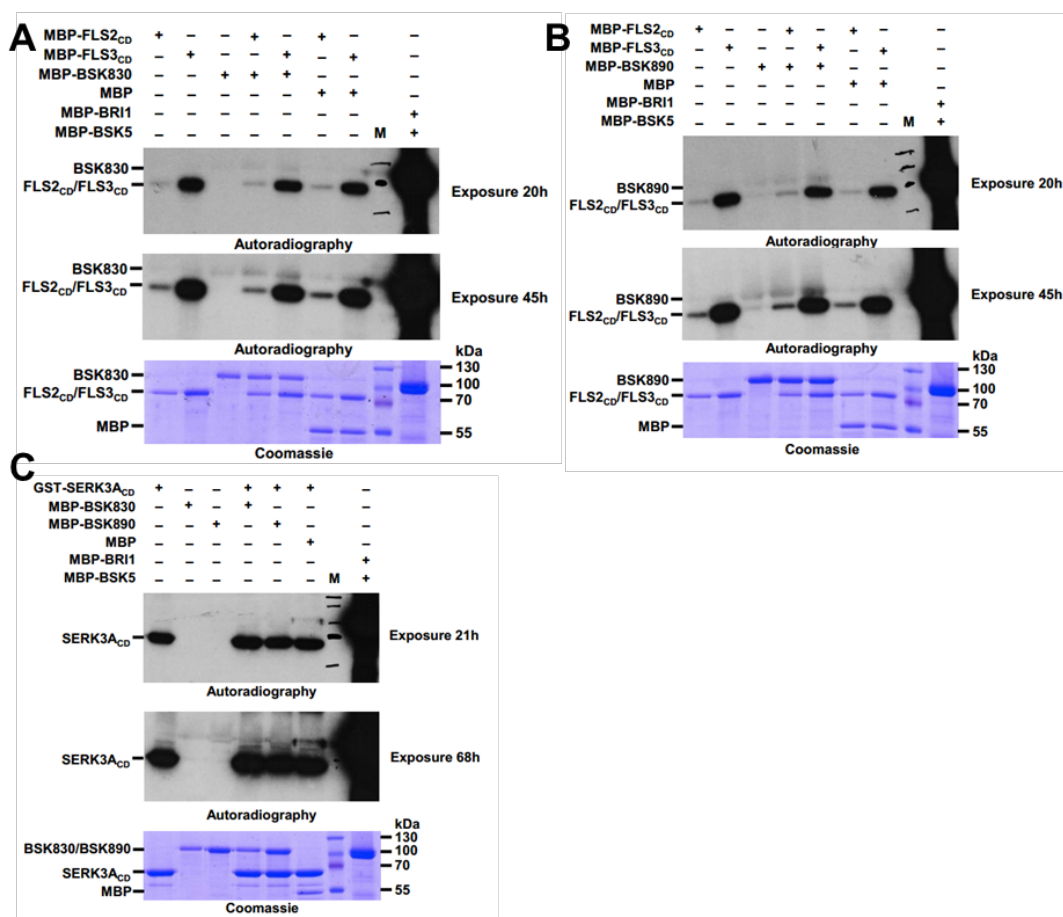 A
MBP-FLS2CD + – – – – + – –
MBP-FLS3CD – + – – + – + –
MBP-BSK830 – – + + + – – –
MBP – – – – – + + –
MBP-BRI1 – – – – – – – +
MBP-BSK5 – – – – – – – M +
BSK830
FLS2CD/FLS3CD
Exposure 20h
Autoradiography
BSK830
FLS2CD/FLS3CD
Exposure 45h
Autoradiography
kDa
BSK830
130
100
FLS2CD/FLS3CD
70
MBP
55
Coomassie
B
MBP-FLS2CD + – – + – + – –
MBP-FLS3CD – + – – + – + –
MBP-BSK890 – – + + + – – –
MBP – – – – – + + –
MBP-BRI1 – – – – – – – +
MBP-BSK5 – – – – – – – M +
BSK890
FLS2CD/FLS3CD
Exposure 20h
Autoradiography
BSK890
FLS2CD/FLS3CD
Exposure 45h
Autoradiography
kDa
BSK890
130
100
FLS2CD/FLS3CD
70
MBP
55
Coomassie
C
GST-SERK3ACD + – – + + + –
MBP-BSK830 – + – + – – –
MBP-BSK890 – – + – + – –
MBP – – – – – + –
MBP-BRI1 – – – – – – +
MBP-BSK5 – – – – – – M +
SERK3ACD
Exposure 21h
Autoradiography
SERK3ACD
Exposure 68h
Autoradiography
kDa
130
BSK830/BSK890
100
70
SERK3ACD
MBP
55
Coomassie